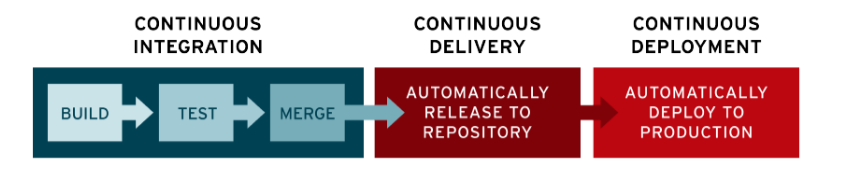 CONTINUOUS
INTEGRATION
CONTINUOUS
DELIVERY
CONTINUOUS
DEPLOYMENT
BUILD
TEST
MERGE
AUTOMATICALLY
RELEASE TO
REPOSITORY
AUTOMATICALLY
DEPLOY TO
PRODUCTION